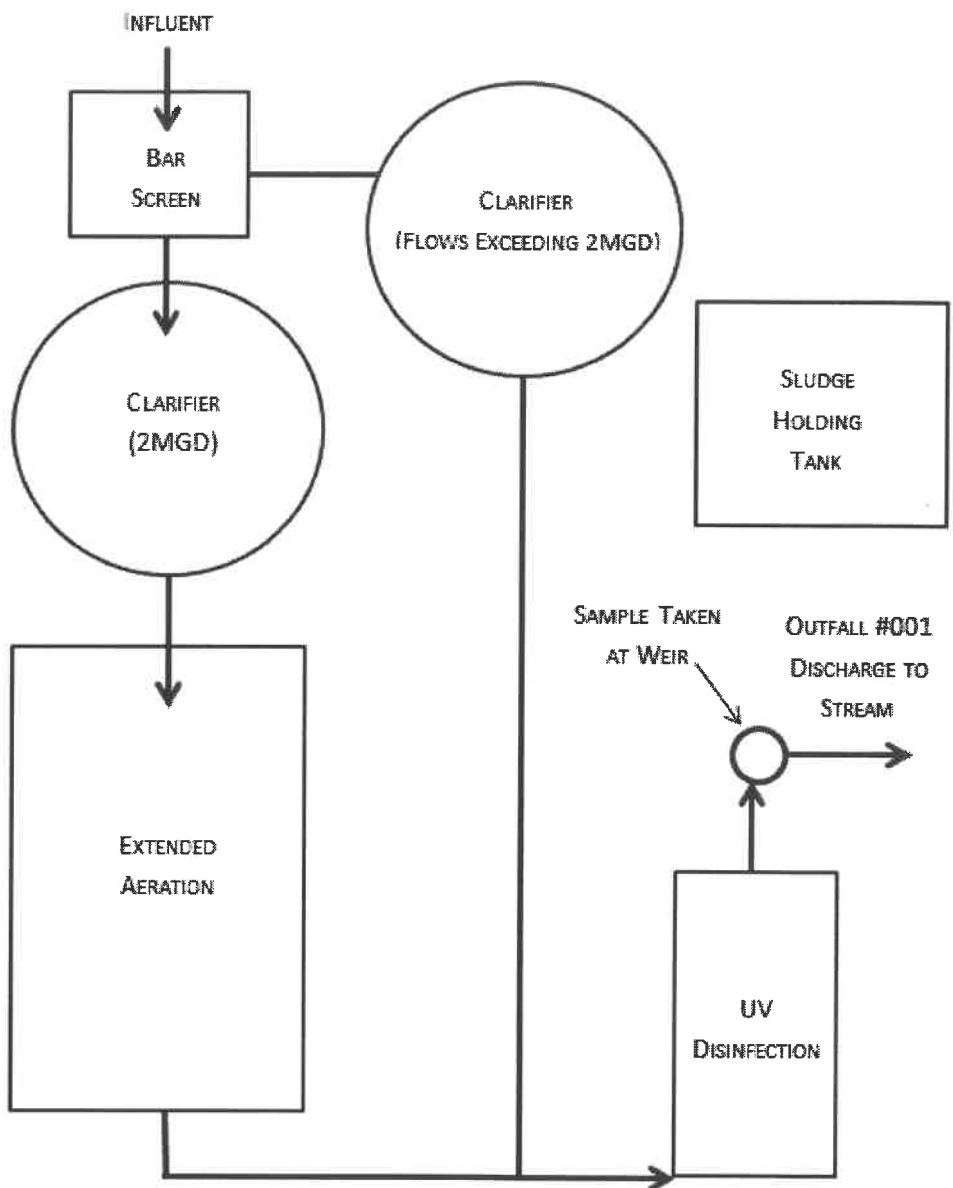 INFLUENT
BAR
SCREEN
CLARIFIER
(FLOWS EXCEEDING 2MGD)
CLARIFIER
(2MGD)
SLUDGE
HOLDING
TANK
SAMPLE TAKEN
AT WEIR
OUTFALL #001
DISCHARGE TO
STREAM
EXTENDED
AERATION
UV
DISINFECTION